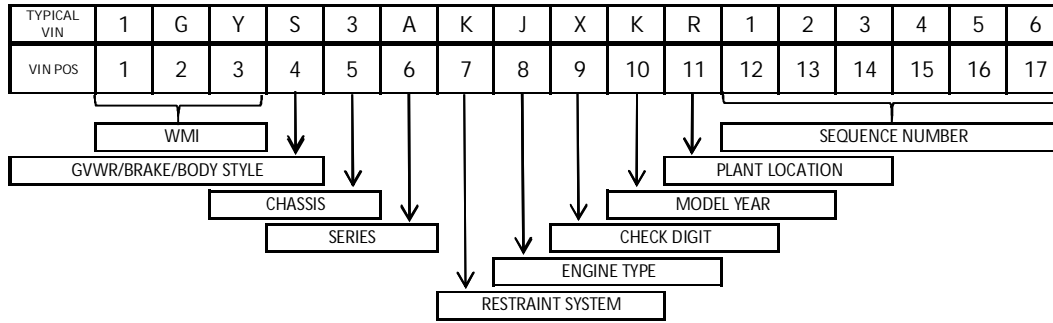 TYPICAL VIN 1 G Y S 3 A K J X K R 1 2 3 4 5 6
VIN POS 1 2 3 4 5 6 7 8 9 10 11 12 13 14 15 16 17
WMI SEQUENCE NUMBER
GVWR/BRAKE/BODY STYLE PLANT LOCATION
CHASSIS MODEL YEAR
SERIES CHECK DIGIT
ENGINE TYPE
RESTRAINT SYSTEM